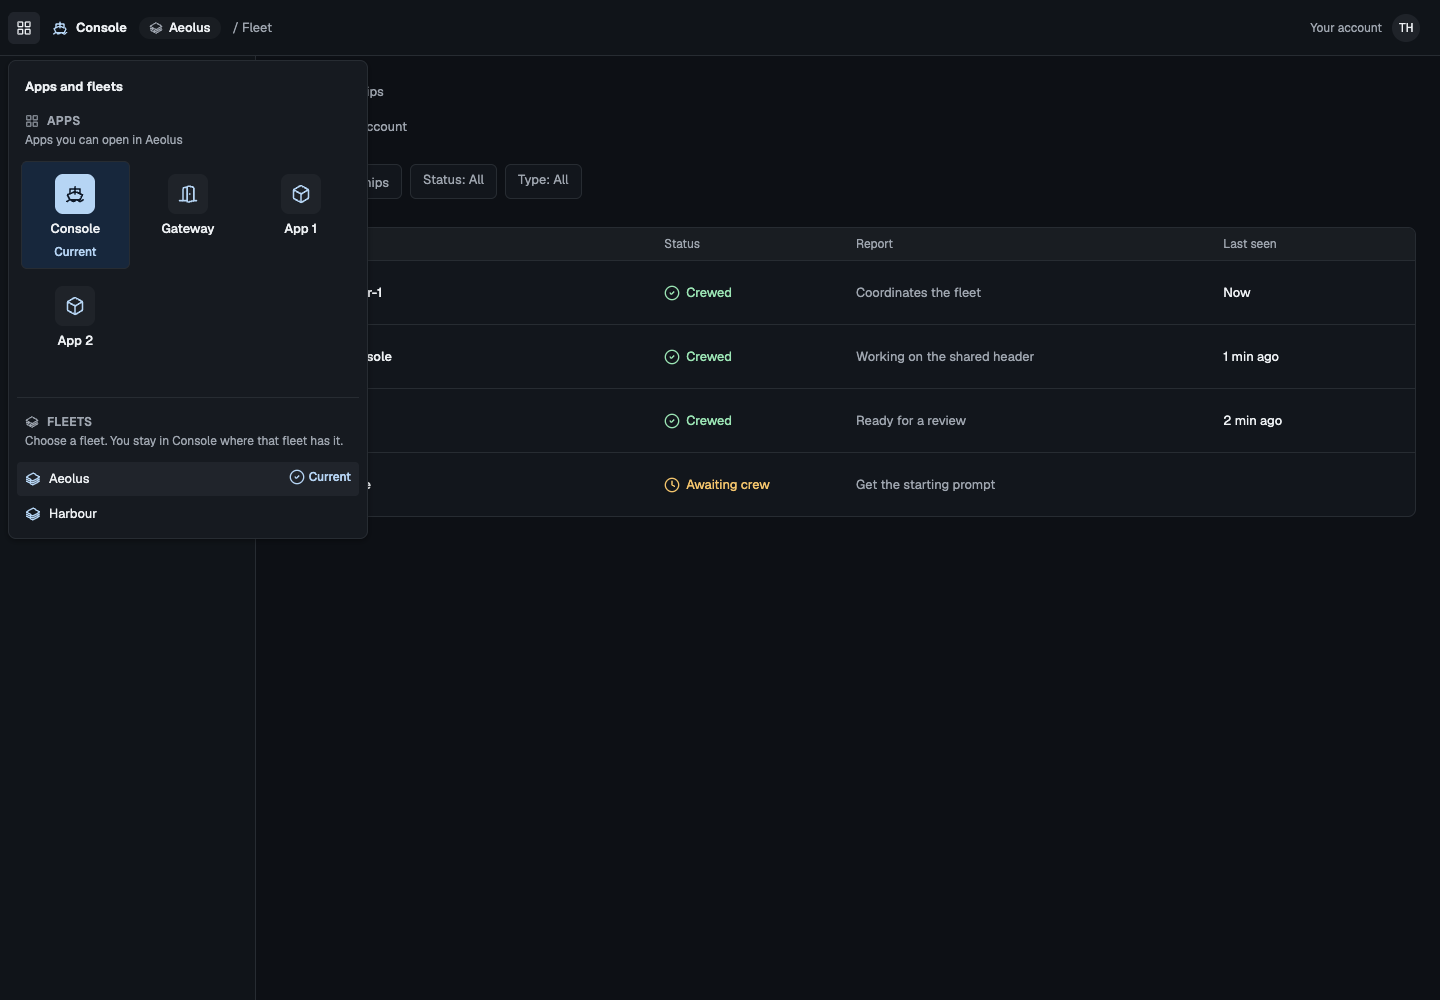 Console
Aeolus
/ Fleet
Your account
TH
Apps and fleets
APPS
Apps you can open in Aeolus
Console
Current
Gateway
App 1
App 2
FLEETS
Choose a fleet. You stay in Console where that fleet has it.
Aeolus
Current
Harbour
Status: All
Type: All
Status
Report
Last seen
Crewed
Coordinates the fleet
Now
Crewed
Working on the shared header
1 min ago
Crewed
Ready for a review
2 min ago
Awaiting crew
Get the starting prompt